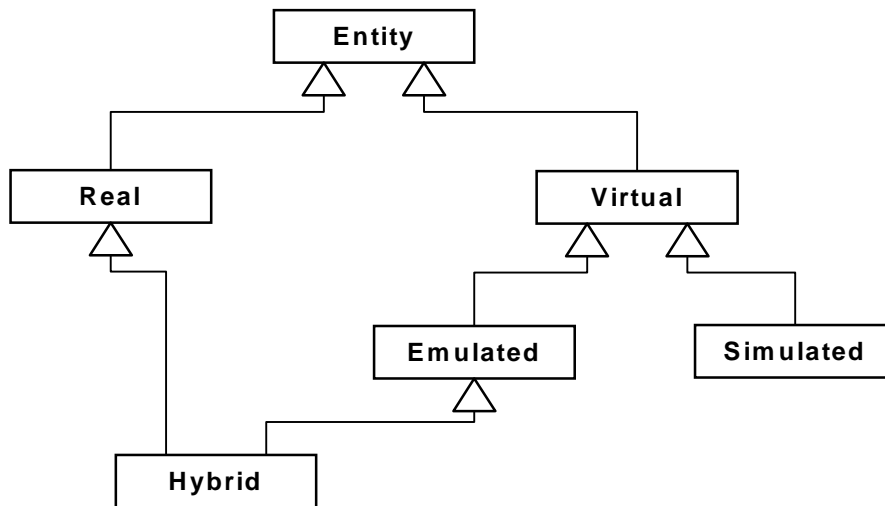 Entity
Real
Virtual
Emulated
Simulated
Hybrid